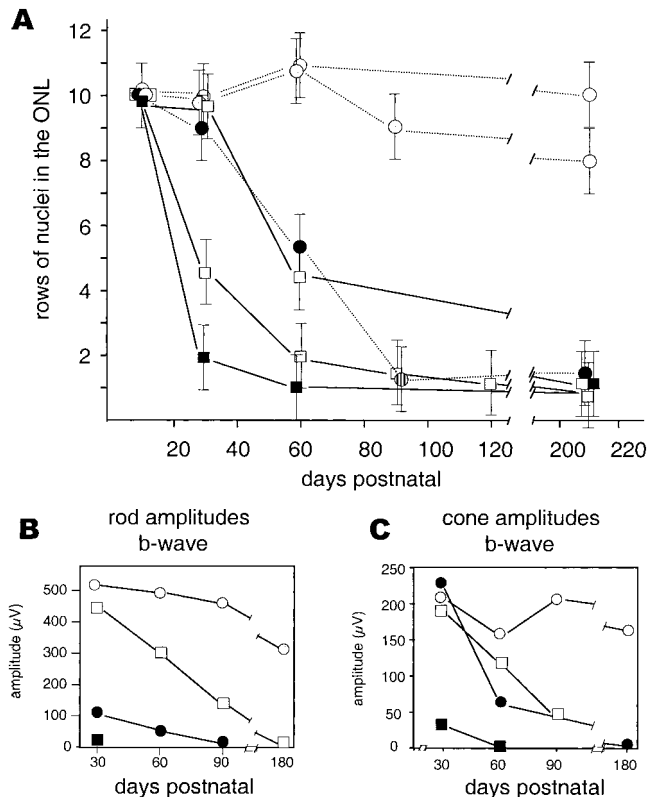 A
rows of nuclei in the ONL
12
10
8
6
4
2
20
40
60
80
100
120
200
220
days postnatal
B
rod amplitudes
b-wave
amplitude (µV)
500
400
300
200
100
0
30
60
90
180
days postnatal
C
cone amplitudes
b-wave
amplitude (µV)
250
200
150
100
50
0
30
60
90
180
days postnatal